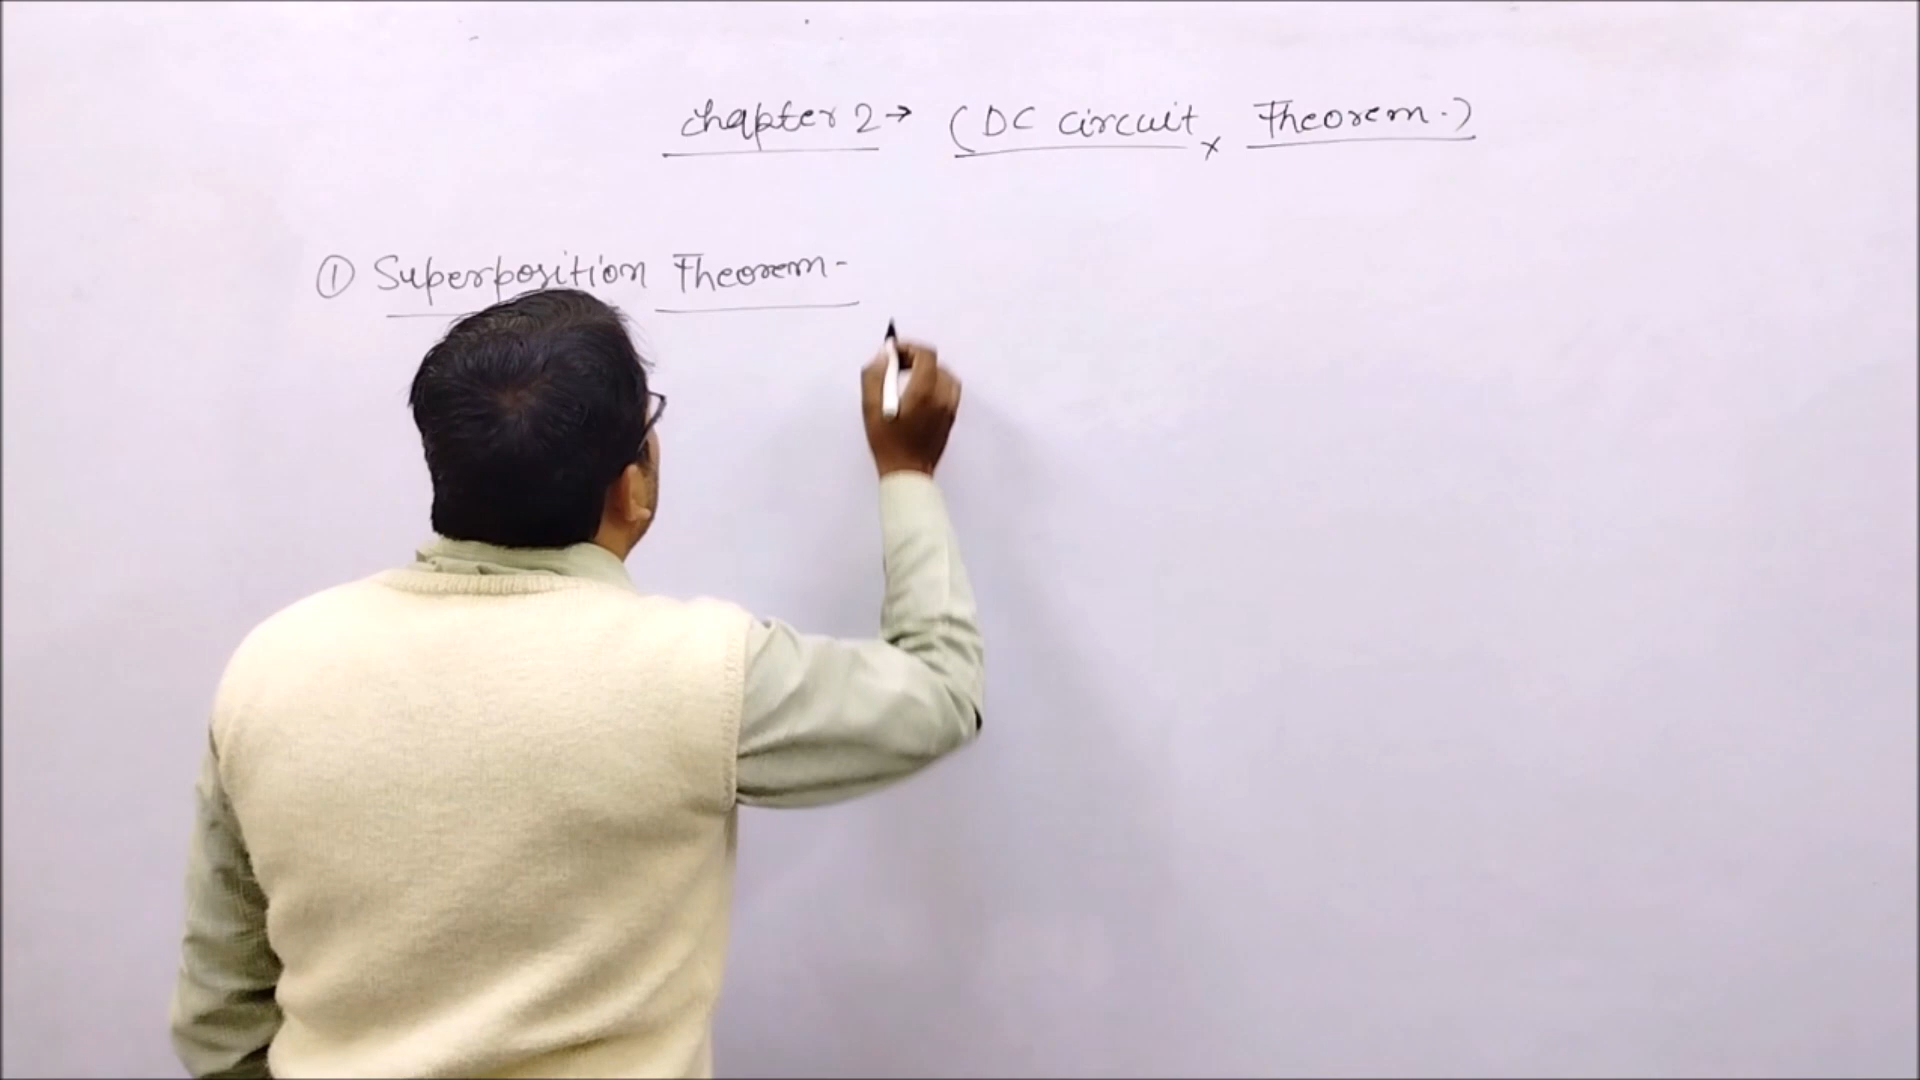 chapter 2 → (DC circuit x Theorem.)
① Superposition Theorem-